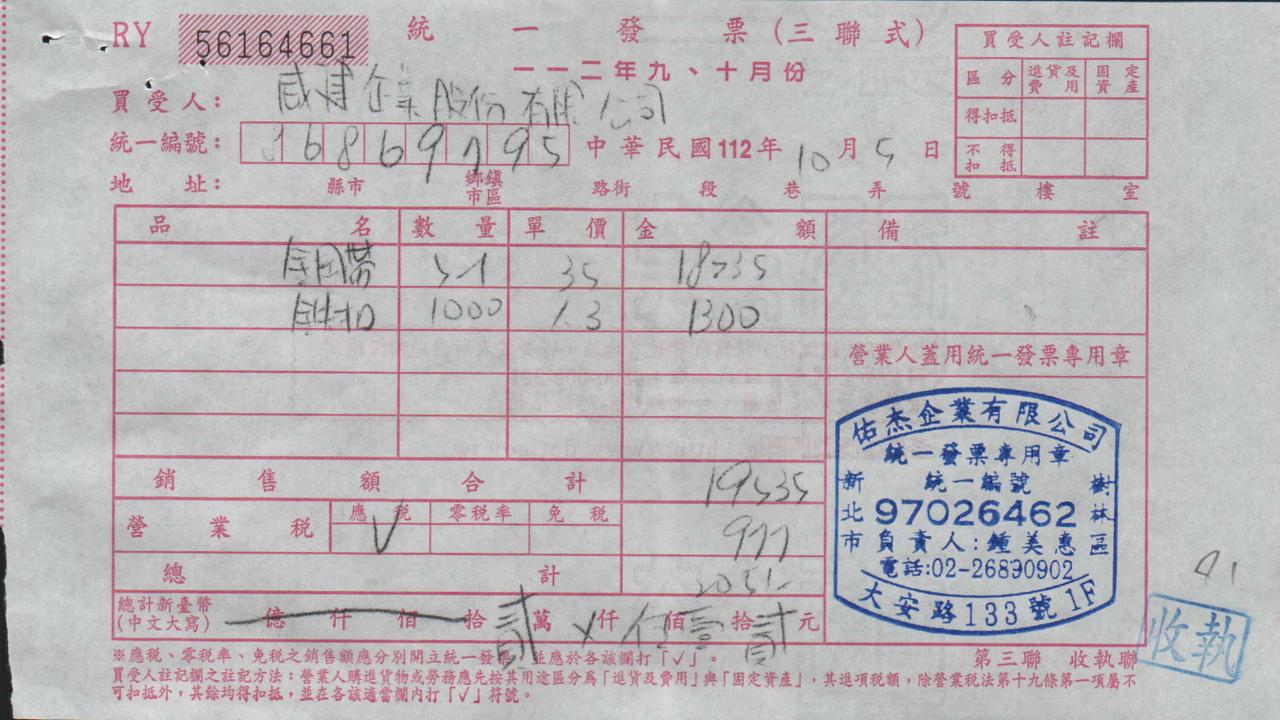 RY 56164661 統一發票(三聯式)
一一二年九、十月份
買受人: 威建企業股份有限公司
統一編號: 16869795 中華民國112年10月5日
地址: 縣市 鄉鎮市區 路街 段 巷 弄 號 樓 室
買受人註記欄
區分 進貨及費用 固定資產
得扣抵
不得扣抵
品名 數量 單價 金額 備註
35 18235
1000 1.3 1300
營業人蓋用統一發票專用章
銷售額合計 19535
營業稅 應稅 零稅率 免稅
V 977
總計 20512
總計新臺幣(中文大寫) 億仟佰拾貳萬X仟伍佰壹拾貳元
佑杰企業有限公司
統一發票專用章
新北市 統一編號 樹林區
97026462
負責人:鍾美惠
電話:02-26890902
大安路133號1F
收執
※應稅、零稅率、免稅之銷售額應分別開立統一發票,並應於各該欄打「√」。
第三聯 收執聯
買受人註記欄之註記方法:營業人購進貨物或勞務應先按其用途區分為「進貨及費用」與「固定資產」,其進項稅額,除營業稅法第十九條第一項屬不
可扣抵外,其餘均得扣抵,並在各該適當欄內打「√」符號。